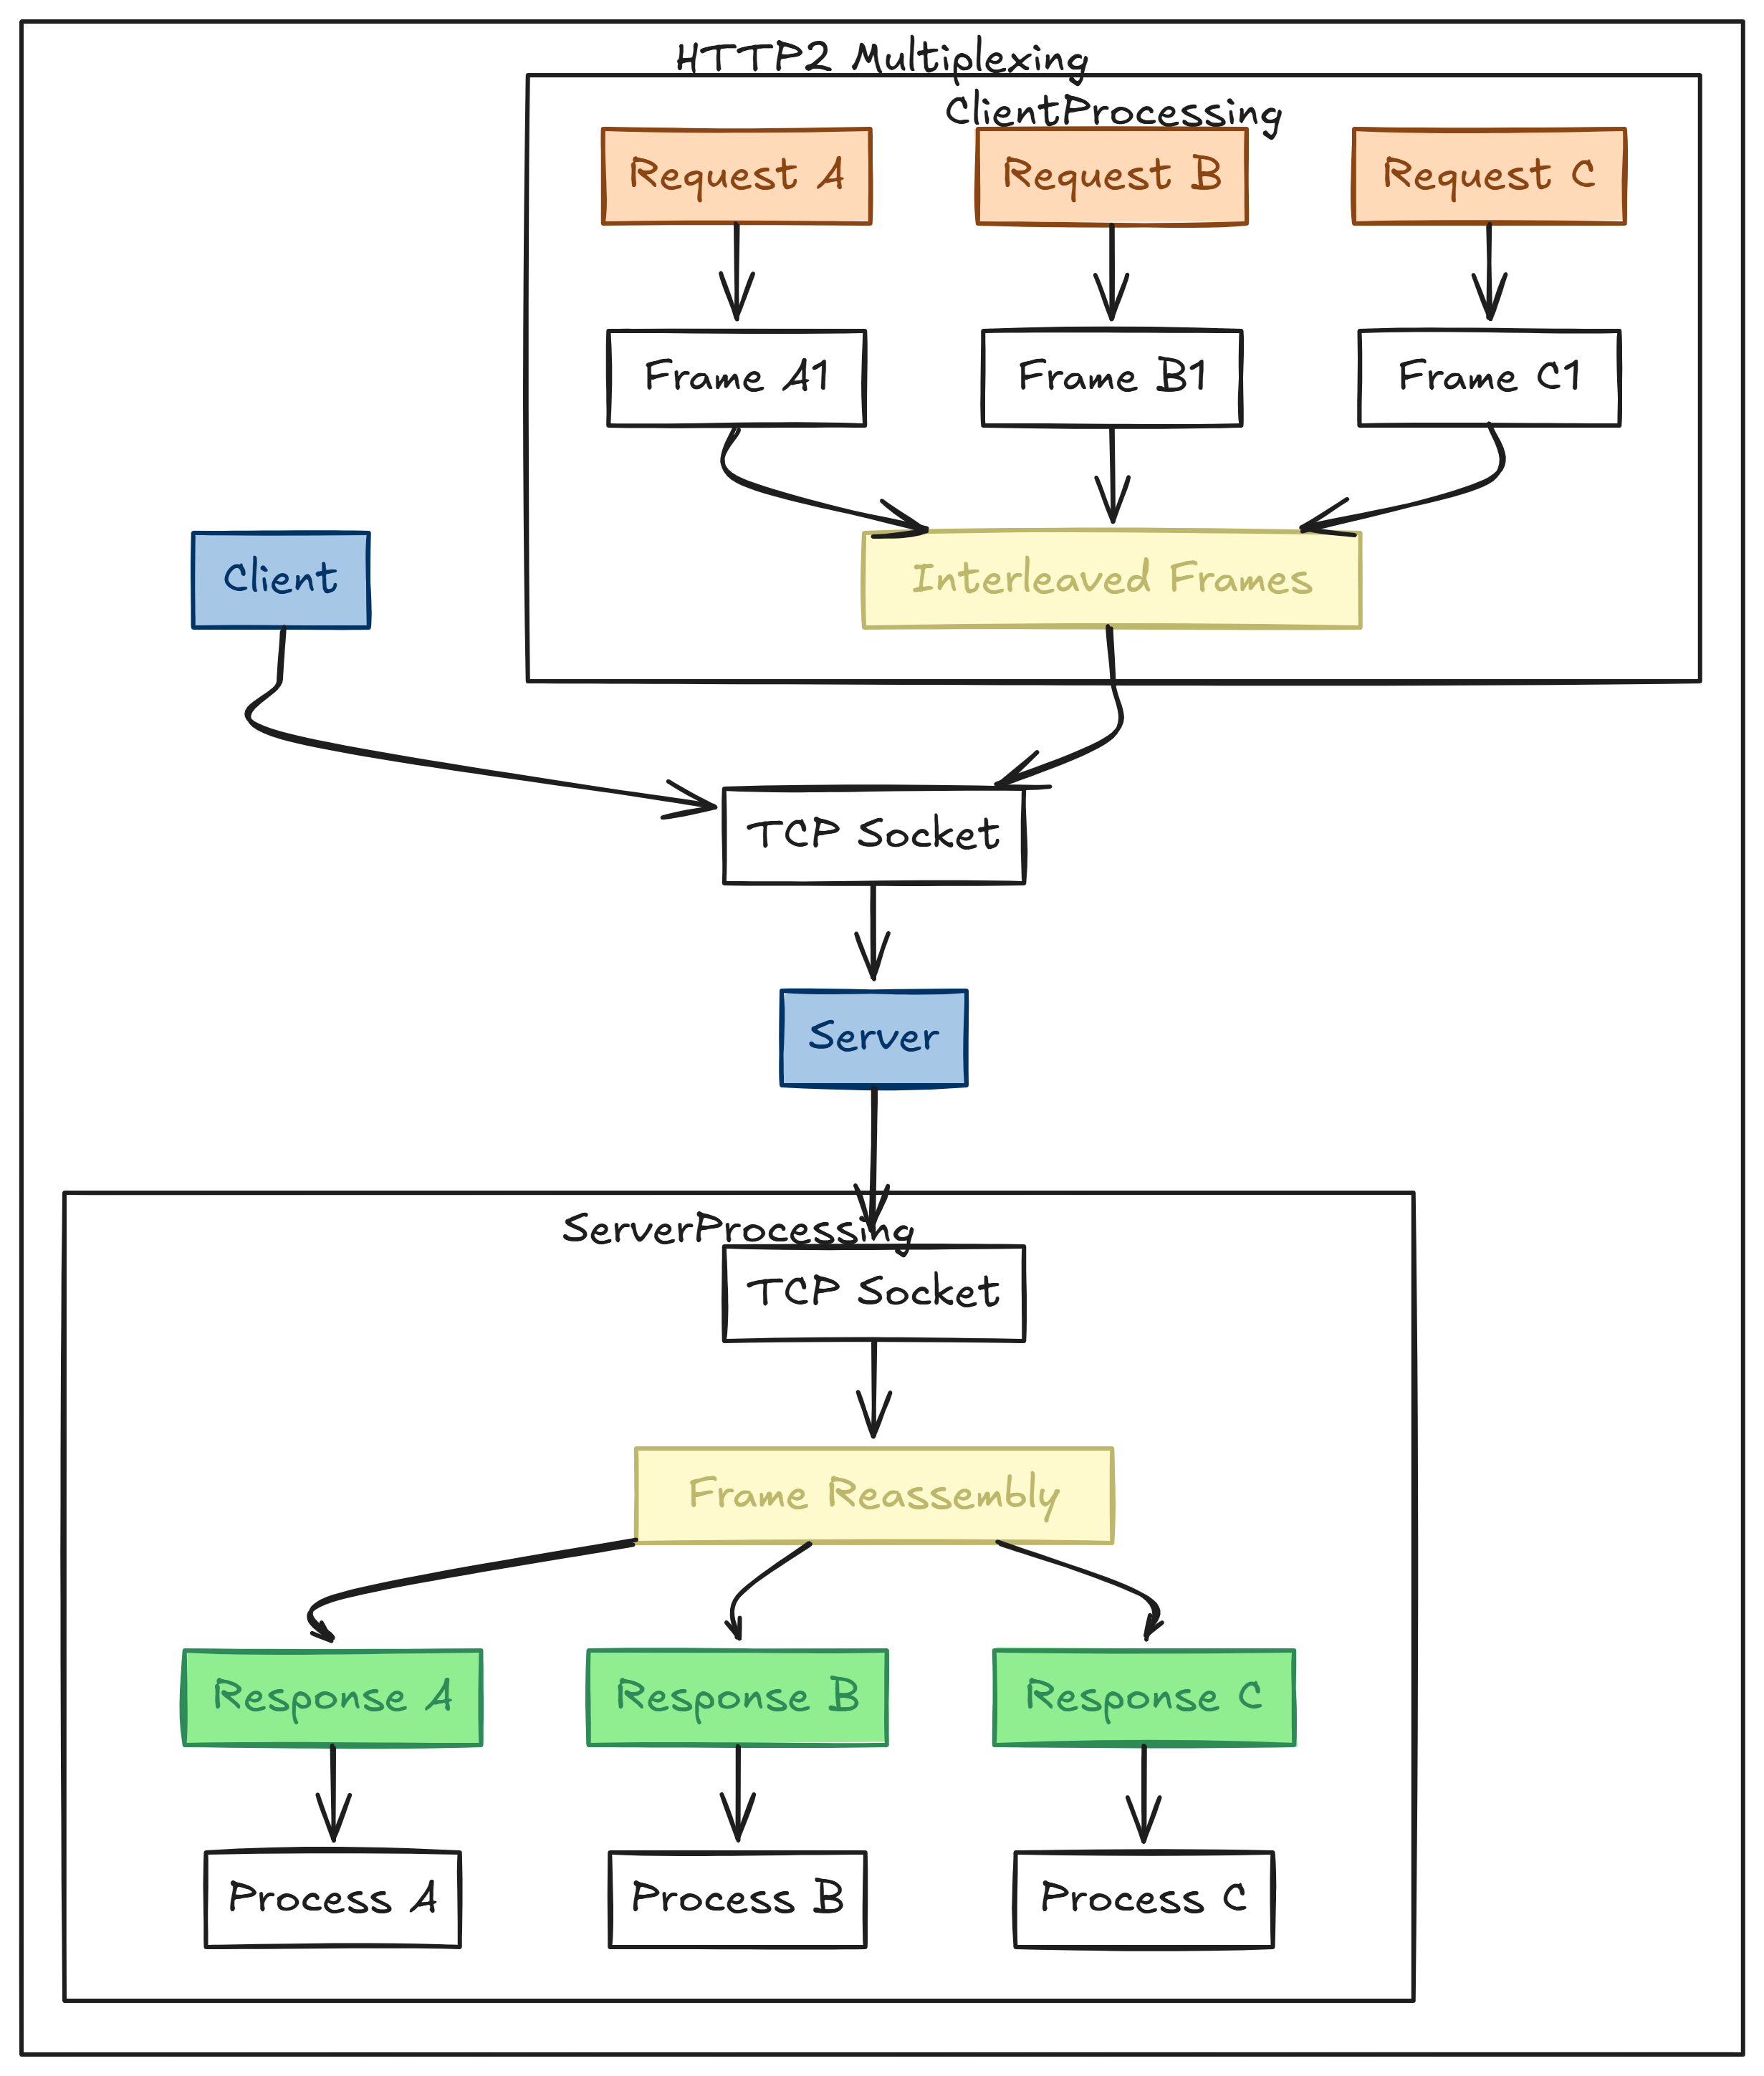 HTTP2 Multiplexing
ClientProcessing
Request A
Request B
Request C
Frame A1
Frame B1
Frame C1
Client
Interleaved Frames
TCP Socket
Server
ServerProcessing
TCP Socket
Frame Reassembly
Response A
Response B
Response C
Process A
Process B
Process C